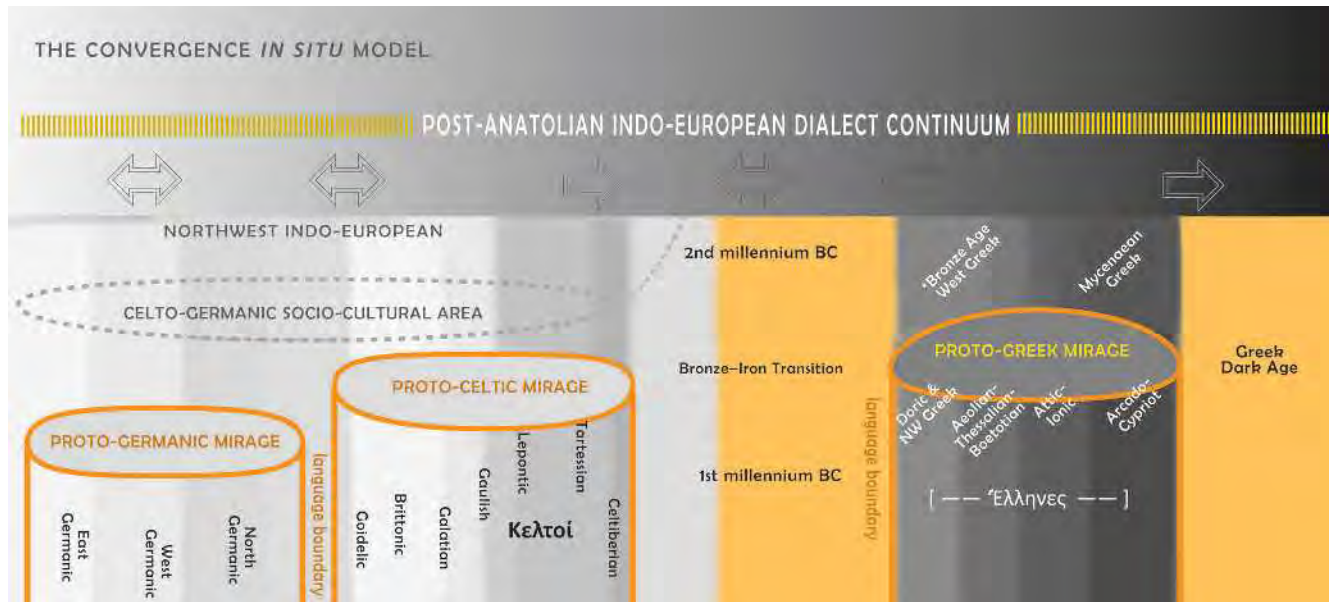 THE CONVERGENCE IN SITU MODEL
POST-ANATOLIAN INDO-EUROPEAN DIALECT CONTINUUM
NORTHWEST INDO-EUROPEAN
CELTO-GERMANIC SOCIO-CULTURAL AREA
PROTO-CELTIC MIRAGE
PROTO-GERMANIC MIRAGE
East
Germanic
West
Germanic
North
Germanic
language boundary
Goidelic
Brittonic
Galatian
Gaulish
Lepontic
Κελτοί
Tartessian
Celtiberian
2nd millennium BC
Bronze–Iron Transition
1st millennium BC
language boundary
*Bronze Age
West Greek
Mycenaean
Greek
PROTO-GREEK MIRAGE
Doric &
NW Greek
Aeolian-
Thessalian-
Boetotian
Attic-
Ionic
Arcado-
Cypriot
[ –– Ἕλληνες –– ]
Greek
Dark Age